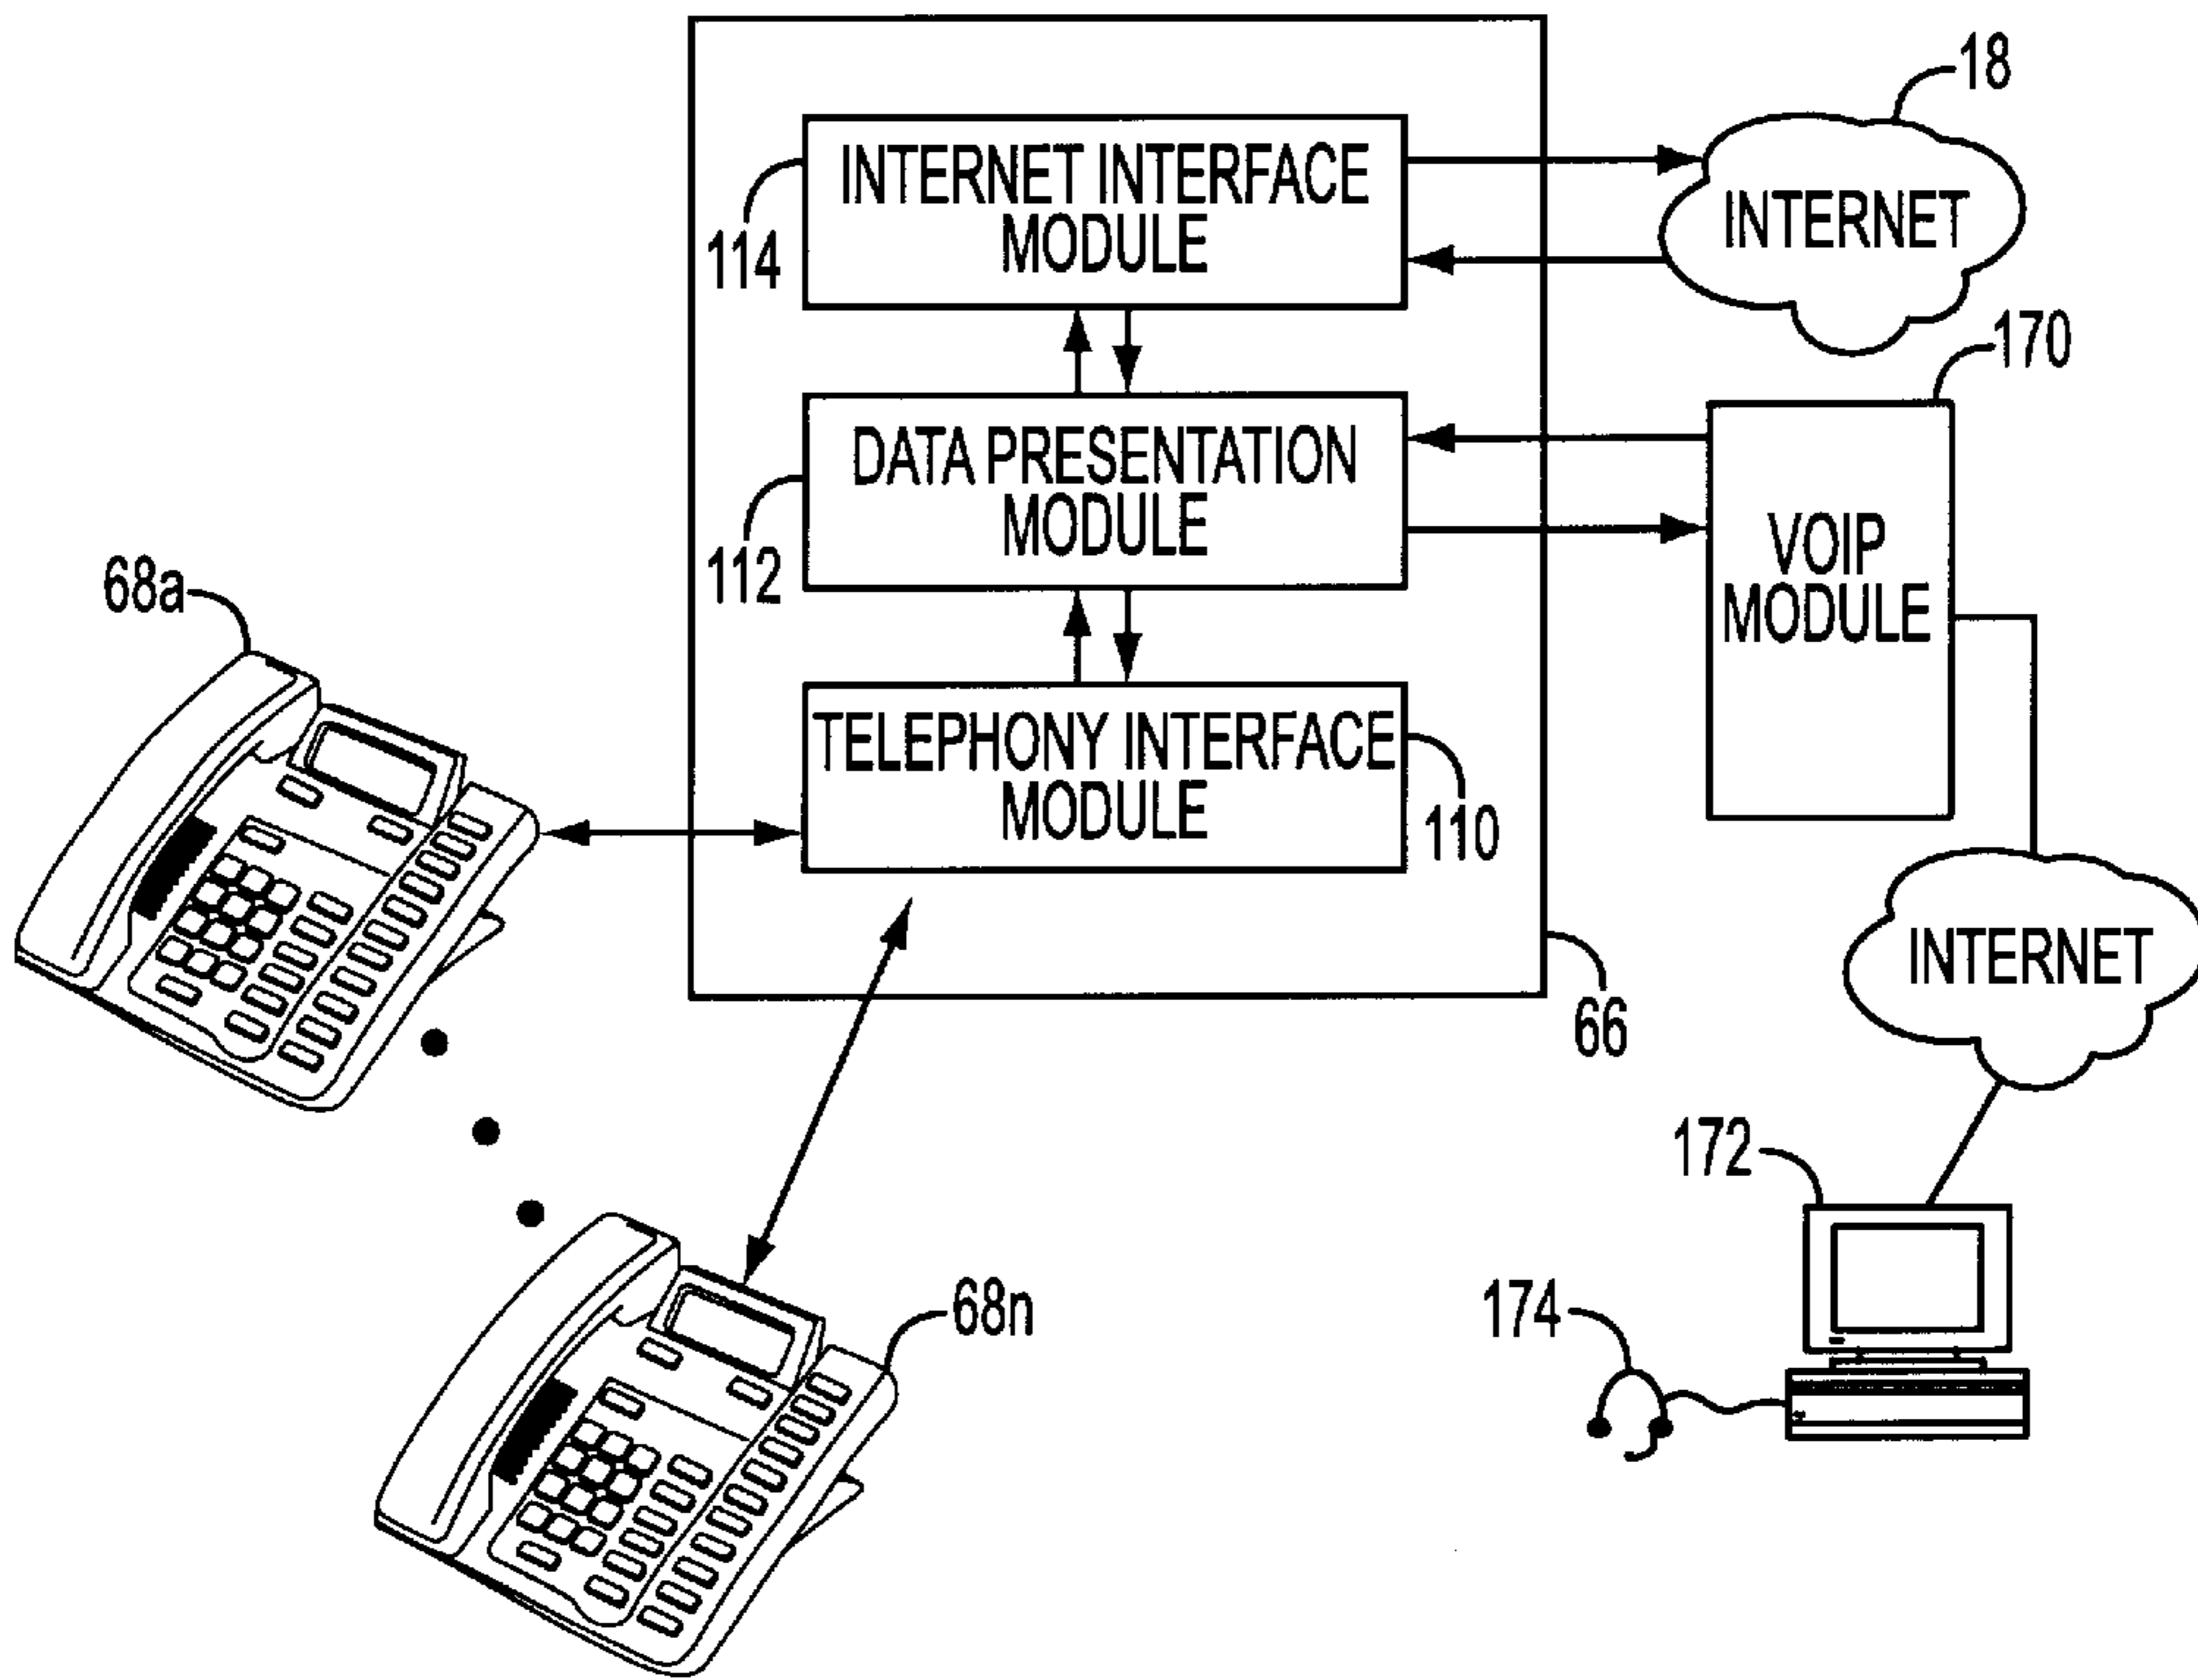 18
INTERNET INTERFACE
MODULE
114
INTERNET
170
DATA PRESENTATION
MODULE
112
VOIP
MODULE
68a
TELEPHONY INTERFACE
MODULE
110
INTERNET
66
172
174
68n